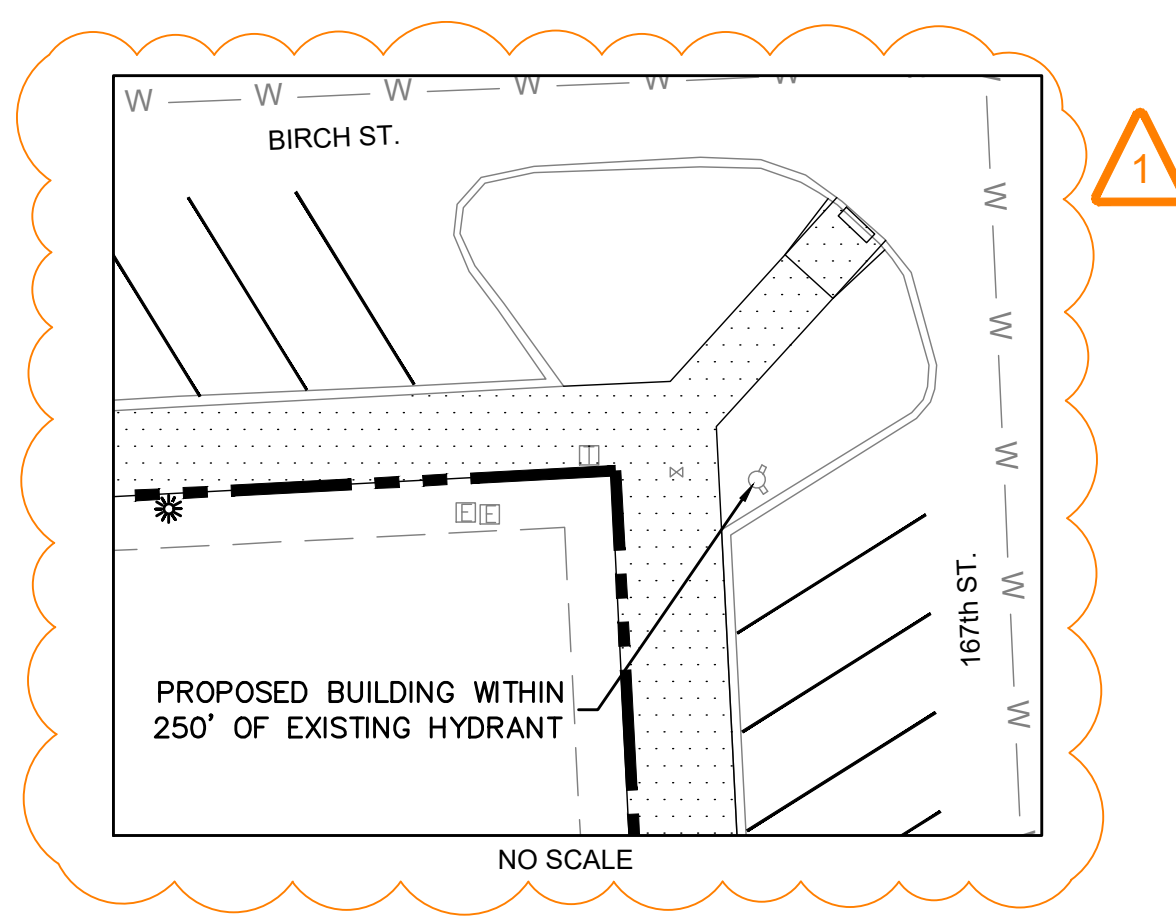 W W W W W W
BIRCH ST.
1
W
W
W
E E
167th ST.
W
PROPOSED BUILDING WITHIN
250' OF EXISTING HYDRANT
W
NO SCALE